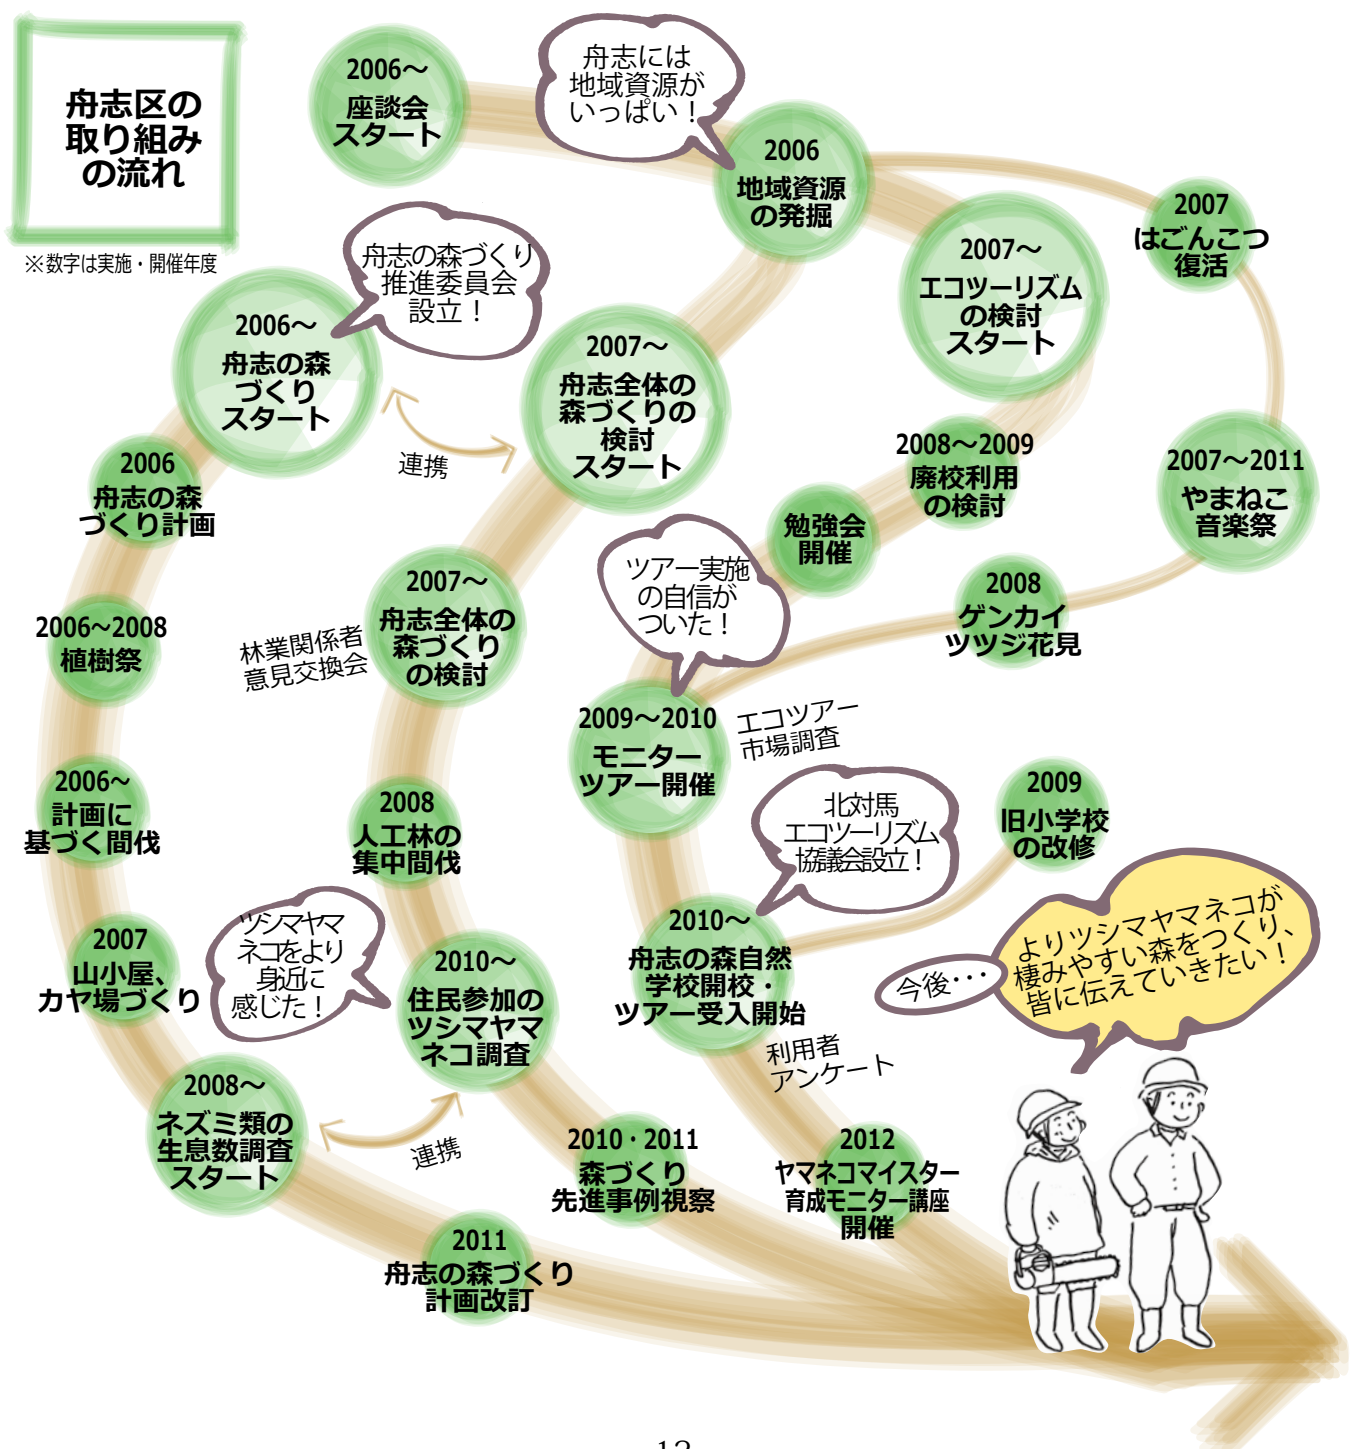 舟志区の
取り組み
の流れ
※数字は実施・開催年度
2006～
座談会
スタート
舟志には
地域資源が
いっぱい！
2006
地域資源
の発掘
2007
はごんこつ
復活
2007～
エコツーリズム
の検討
スタート
舟志の森づくり
推進委員会
設立！
2006～
舟志の森
づくり
スタート
2007～
舟志全体の
森づくりの
検討
スタート
連携
2006
舟志の森
づくり計画
2008～2009
廃校利用
の検討
2007～2011
やまねこ
音楽祭
勉強会
開催
ツアー実施
の自信が
ついた！
2008
ゲンカイ
ツツジ花見
2006～2008
植樹祭
林業関係者
意見交換会
2007～
舟志全体の
森づくり
の検討
2009～2010
モニター
ツアー開催
エコツアー
市場調査
2006～
計画に
基づく間伐
2008
人工林の
集中間伐
北対馬
エコツーリズム
協議会設立！
2009
旧小学校
の改修
2007
山小屋、
カヤ場づくり
ツシマヤマ
ネコをより
身近に
感じた！
2010～
住民参加の
ツシマヤマ
ネコ調査
2010～
舟志の森自然
学校開校・
ツアー受入開始
利用者
アンケート
今後・・・
よりツシマヤマネコが
棲みやすい森をつくり、
皆に伝えていきたい！
2008～
ネズミ類の
生息数調査
スタート
連携
2010・2011
森づくり
先進事例視察
2012
ヤマネコマイスター
育成モニター講座
開催
2011
舟志の森づくり
計画改訂